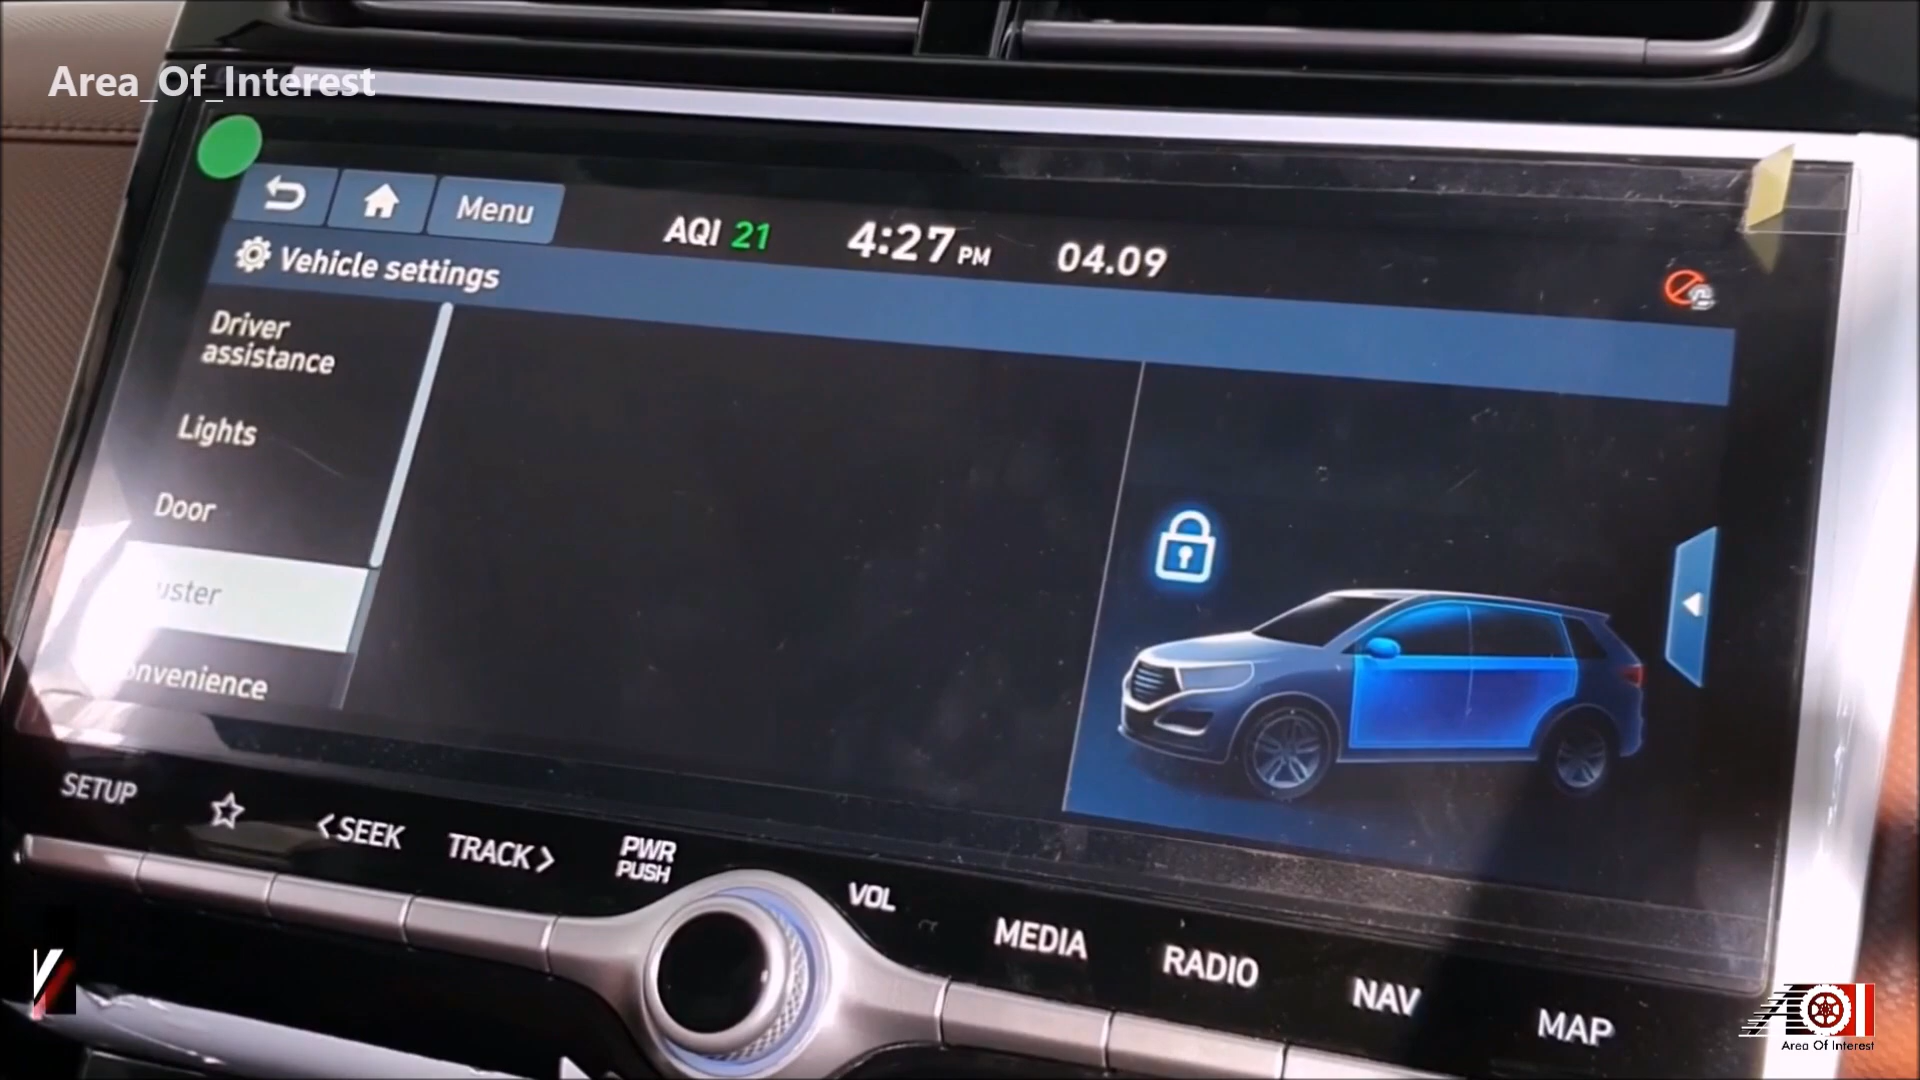 Area_Of_Interest
Menu
AQI 21
4:27 PM
04.09
Vehicle settings
Driver
assistance
Lights
Door
uster
onvenience
SETUP
< SEEK
TRACK >
PWR
PUSH
VOL
MEDIA
RADIO
NAV
MAP
AOI
Area Of Interest